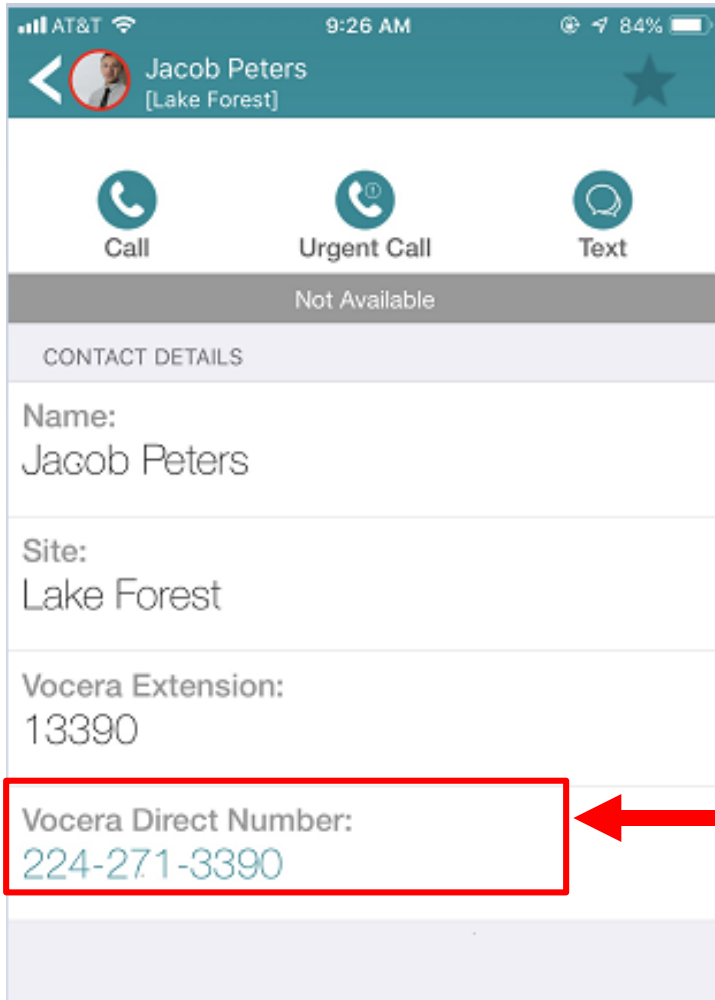 AT&T 9:26 AM 84%
Jacob Peters
[Lake Forest]
Call Urgent Call Text
Not Available
CONTACT DETAILS
Name:
Jacob Peters
Site:
Lake Forest
Vocera Extension:
13390
Vocera Direct Number:
224-271-3390